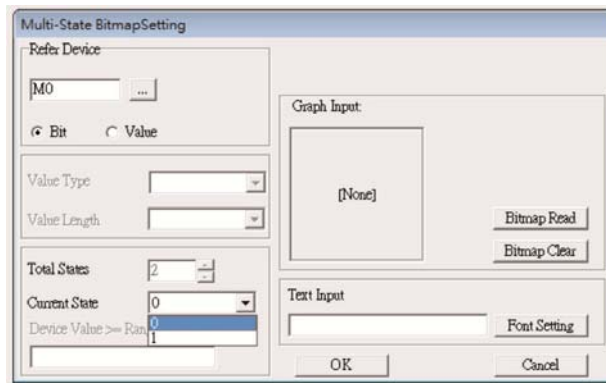 Multi-State BitmapSetting
Refer Device
M0
...
Bit Value
Value Type
Value Length
Total States 2
Current State 0
0
1
Device Value >= Ran
Graph Input:
[None]
Bitmap Read
Bitmap Clear
Text Input
Font Setting
OK Cancel